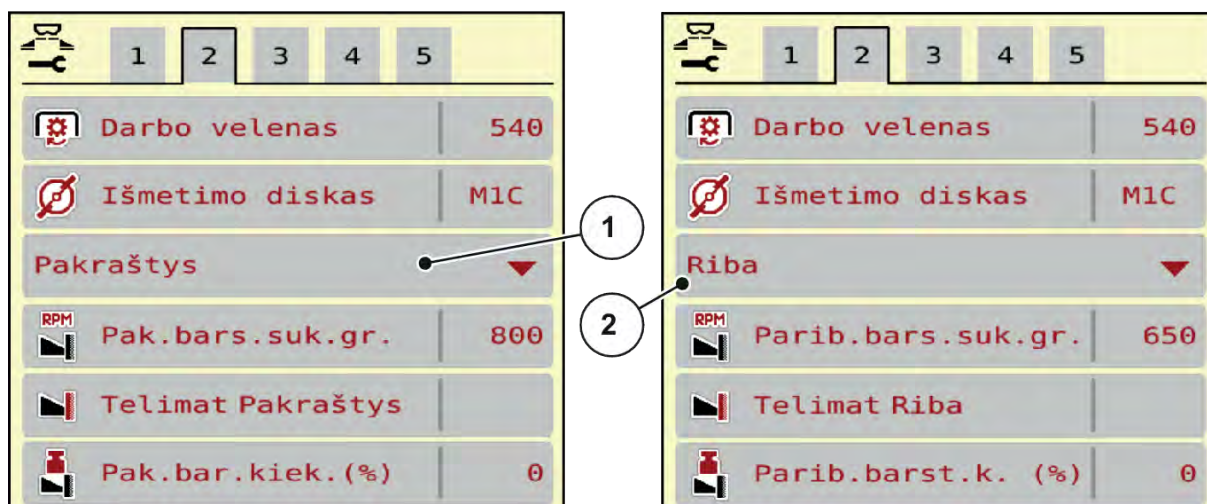 1 2 3 4 5
Darbo velenas 540
Išmetimo diskas M1C
Pakraštys
RPM Pak.bars.suk.gr. 800
Telimat Pakraštys
Pak.bar.kiek.(%) 0
1
2
1 2 3 4 5
Darbo velenas 540
Išmetimo diskas M1C
Riba
RPM Parib.bars.suk.gr. 650
Telimat Riba
Parib.barst.k. (%) 0